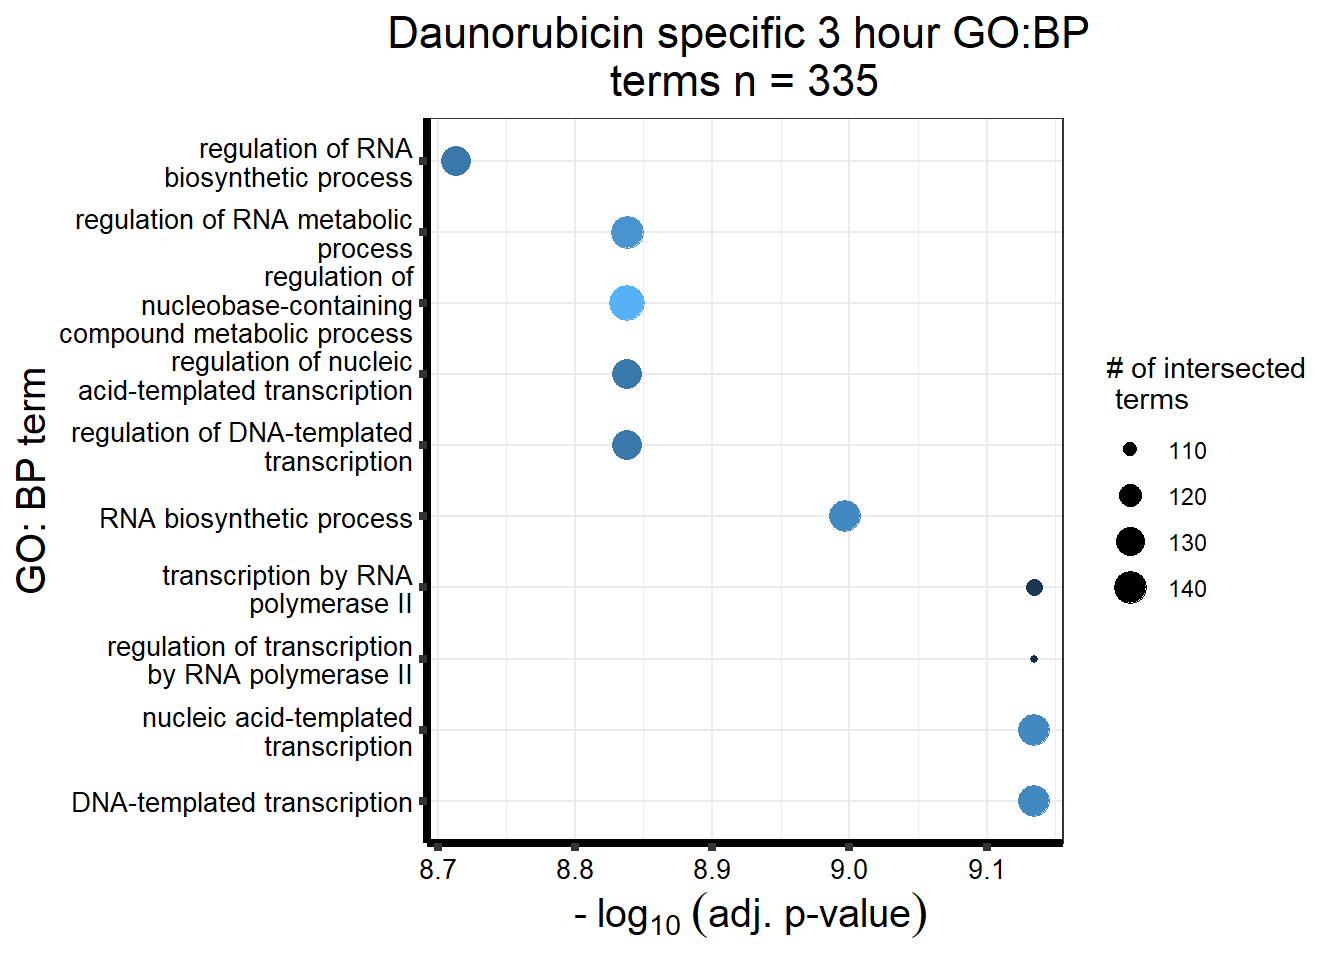 Daunorubicin specific 3 hour GO:BP
terms n = 335
GO: BP term
regulation of RNA
biosynthetic process
regulation of RNA metabolic
process
regulation of
nucleobase-containing
compound metabolic process
regulation of nucleic
acid-templated transcription
regulation of DNA-templated
transcription
RNA biosynthetic process
transcription by RNA
polymerase II
regulation of transcription
by RNA polymerase II
nucleic acid-templated
transcription
DNA-templated transcription
8.7 8.8 8.9 9.0 9.1
- log10 (adj. p-value)
# of intersected
terms
110
120
130
140